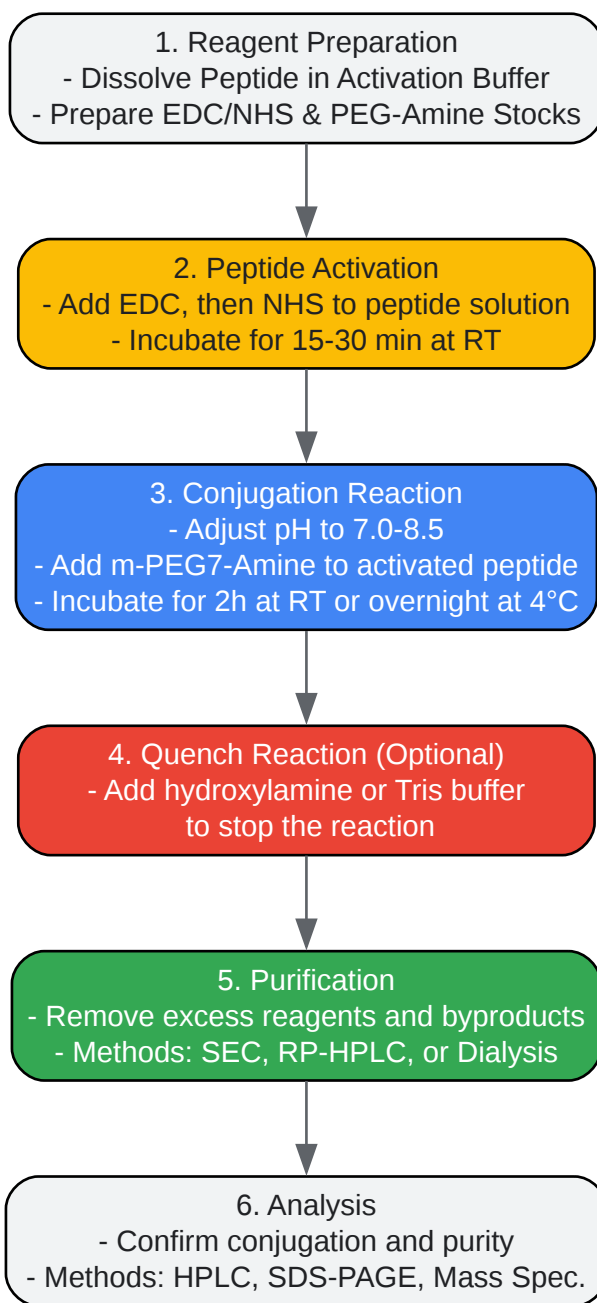 1. Reagent Preparation
- Dissolve Peptide in Activation Buffer
- Prepare EDC/NHS & PEG-Amine Stocks
2. Peptide Activation
- Add EDC, then NHS to peptide solution
- Incubate for 15-30 min at RT
3. Conjugation Reaction
- Adjust pH to 7.0-8.5
- Add m-PEG7-Amine to activated peptide
- Incubate for 2h at RT or overnight at 4°C
4. Quench Reaction (Optional)
- Add hydroxylamine or Tris buffer
to stop the reaction
5. Purification
- Remove excess reagents and byproducts
- Methods: SEC, RP-HPLC, or Dialysis
6. Analysis
- Confirm conjugation and purity
- Methods: HPLC, SDS-PAGE, Mass Spec.